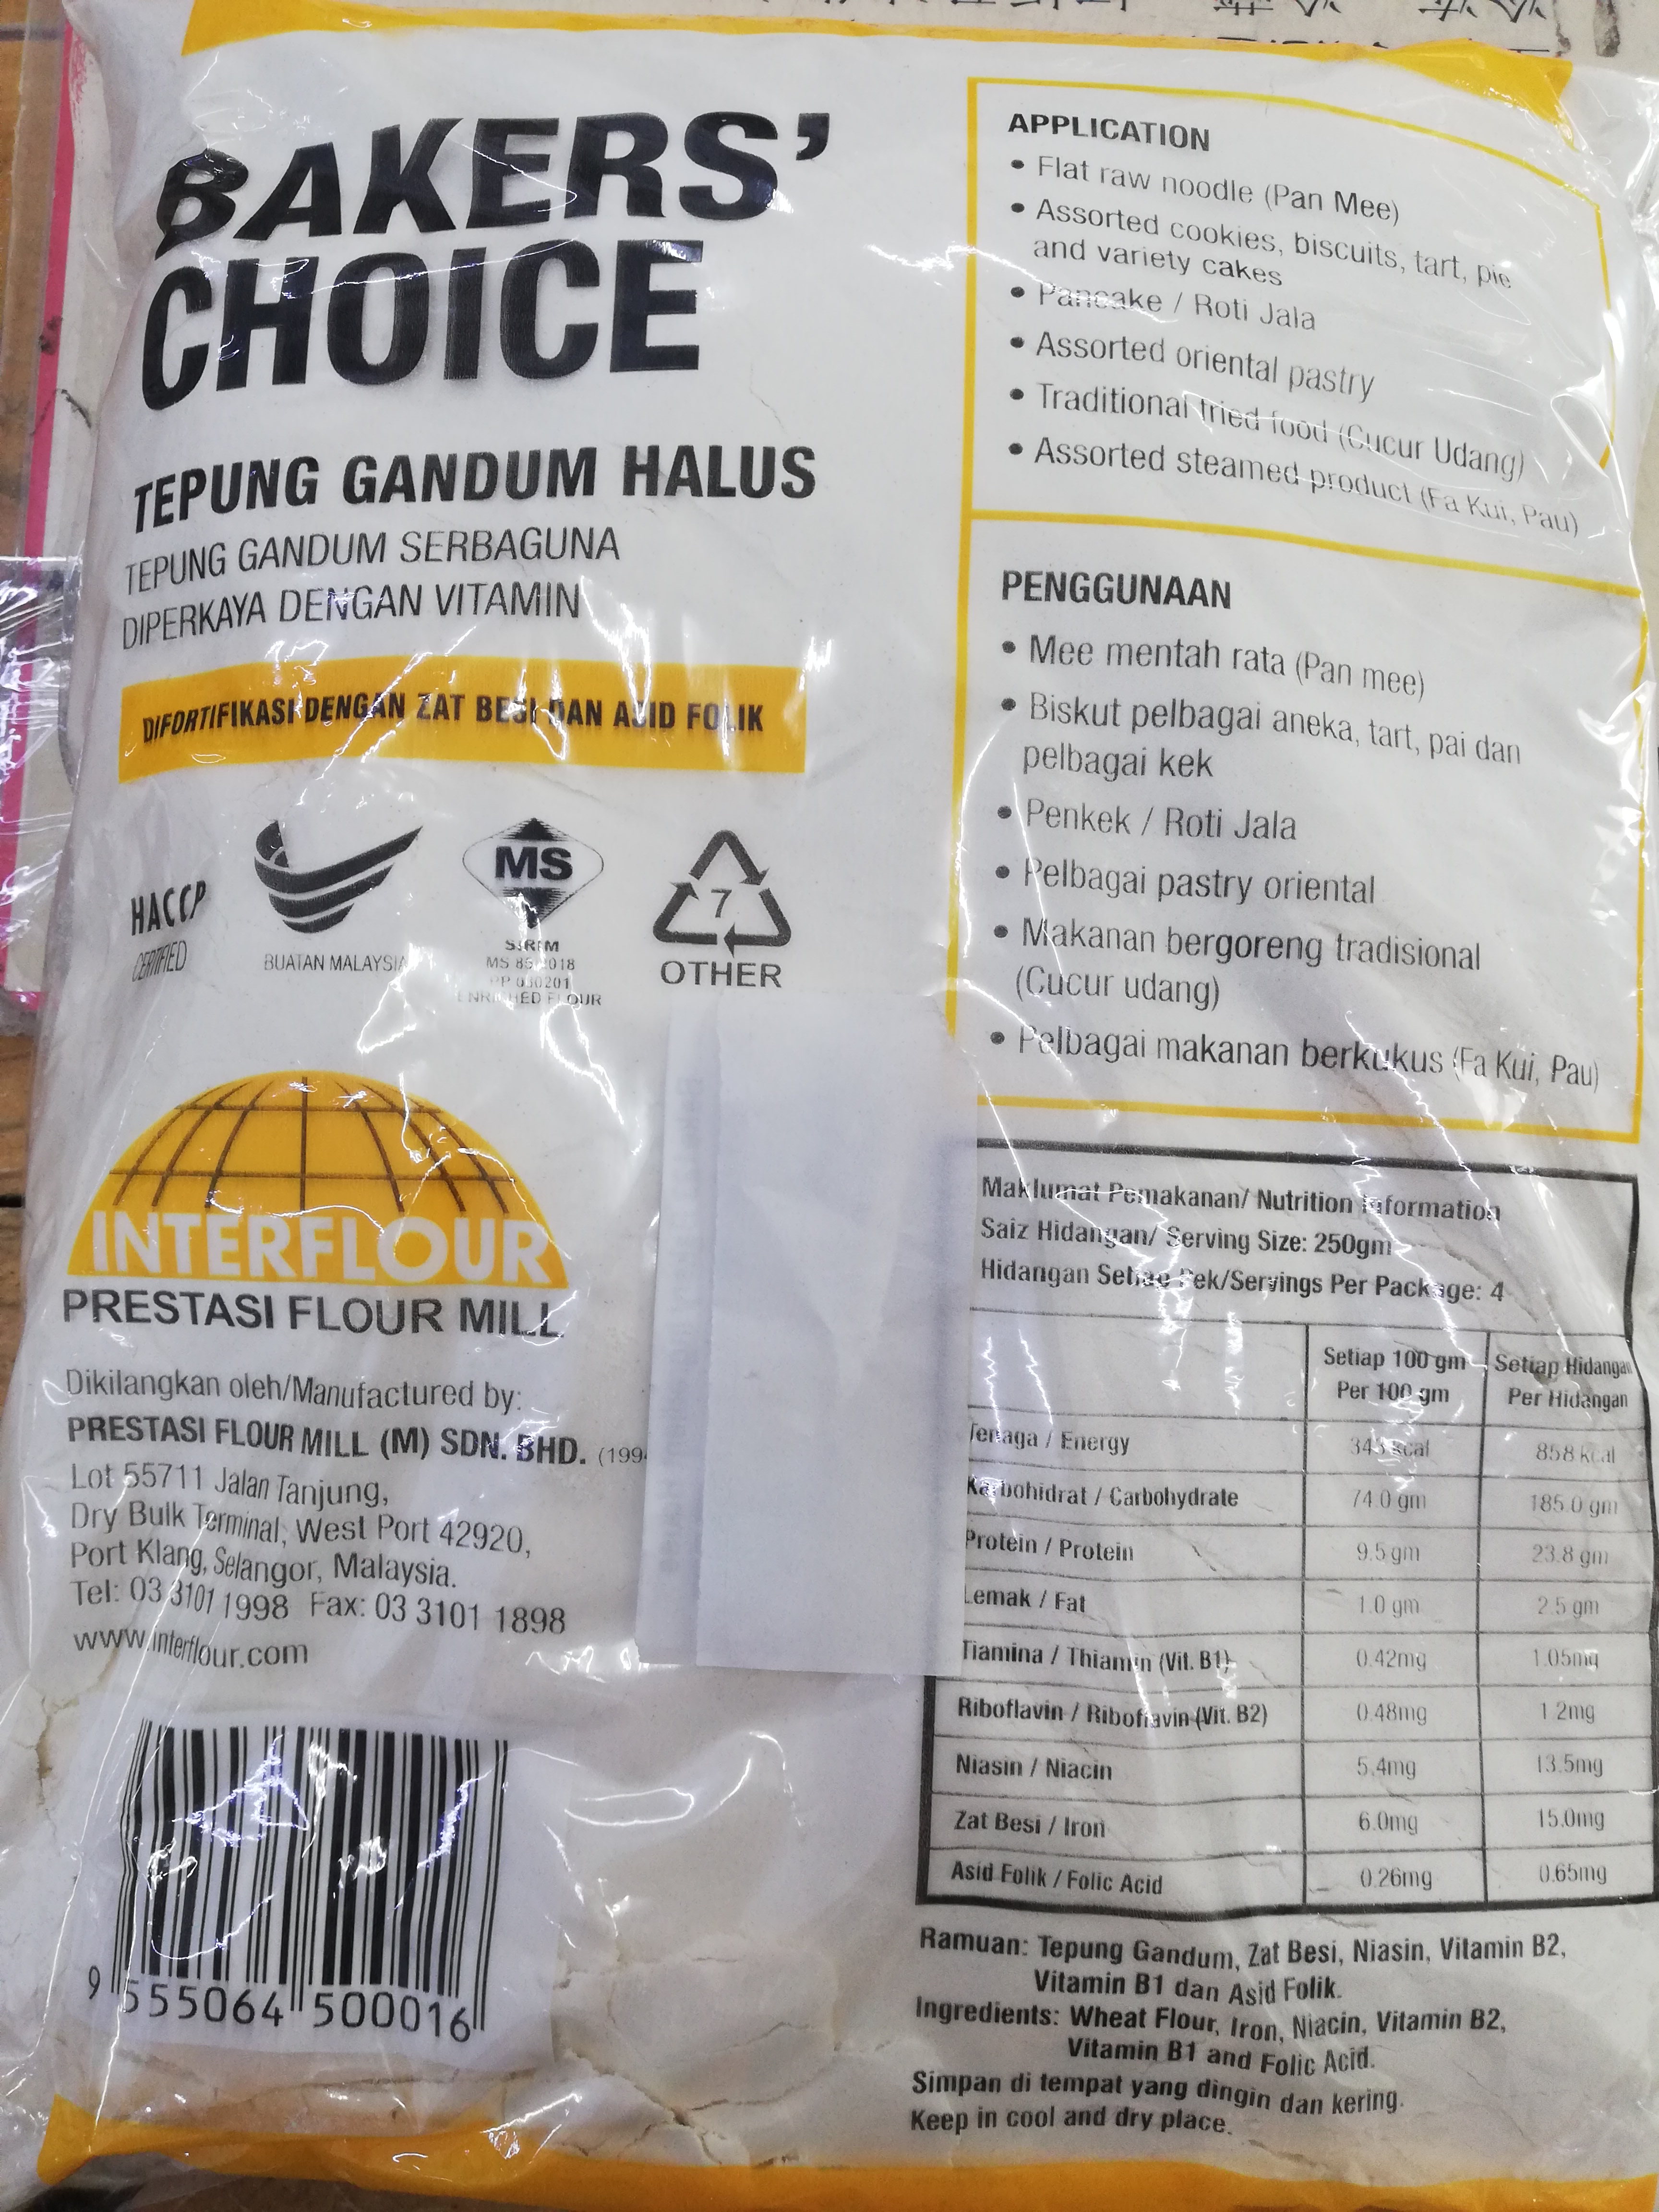 BAKERS'
CHOICE
TEPUNG GANDUM HALUS
TEPUNG GANDUM SERBAGUNA
DIPERKAYA DENGAN VITAMIN
DIFORTIFIKASI DENGAN ZAT BESI DAN ASID FOLIK
HACCP
CERTIFIED
BUATAN MALAYSIA
MS
SIRIM
MS 85 2018
PP 030201
ENRICHED FLOUR
7
OTHER
INTERFLOUR
PRESTASI FLOUR MILL
Dikilangkan oleh/Manufactured by:
PRESTASI FLOUR MILL (M) SDN. BHD. (199
Lot 55711 Jalan Tanjung,
Dry Bulk Terminal, West Port 42920,
Port Klang, Selangor, Malaysia.
Tel: 03 3101 1998 Fax: 03 3101 1898
www.interflour.com
9 555064 500016
APPLICATION
• Flat raw noodle (Pan Mee)
• Assorted cookies, biscuits, tart, pie
and variety cakes
• Pancake / Roti Jala
• Assorted oriental pastry
• Traditional fried food (Cucur Udang)
• Assorted steamed product (Fa Kui, Pau)
PENGGUNAAN
• Mee mentah rata (Pan mee)
• Biskut pelbagai aneka, tart, pai dan
pelbagai kek
• Penkek / Roti Jala
• Pelbagai pastry oriental
• Makanan bergoreng tradisional
(Cucur udang)
• Pelbagai makanan berkukus (Fa Kui, Pau)
Maklumat Pemakanan/ Nutrition Information
Saiz Hidangan/ Serving Size: 250gm
Hidangan Setiap Pek/Servings Per Package: 4
Setiap 100 gm Setiap Hidangan
Per 100 gm Per Hidangan
Tenaga / Energy kcal 858 kcal
Karbohidrat / Carbohydrate 74.0 gm 185.0 gm
Protein / Protein 9.5 gm 23.8 gm
Lemak / Fat 1.0 gm 2.5 gm
Tiamina / Thiamin (Vit. B1) 0.42mg 1.05mg
Riboflavin / Riboflavin (Vit. B2) 0.48mg 1.2mg
Niasin / Niacin 5.4mg 13.5mg
Zat Besi / Iron 6.0mg 15.0mg
Asid Folik / Folic Acid 0.26mg 0.65mg
Ramuan: Tepung Gandum, Zat Besi, Niasin, Vitamin B2,
Vitamin B1 dan Asid Folik.
Ingredients: Wheat Flour, Iron, Niacin, Vitamin B2,
Vitamin B1 and Folic Acid.
Simpan di tempat yang dingin dan kering.
Keep in cool and dry place.